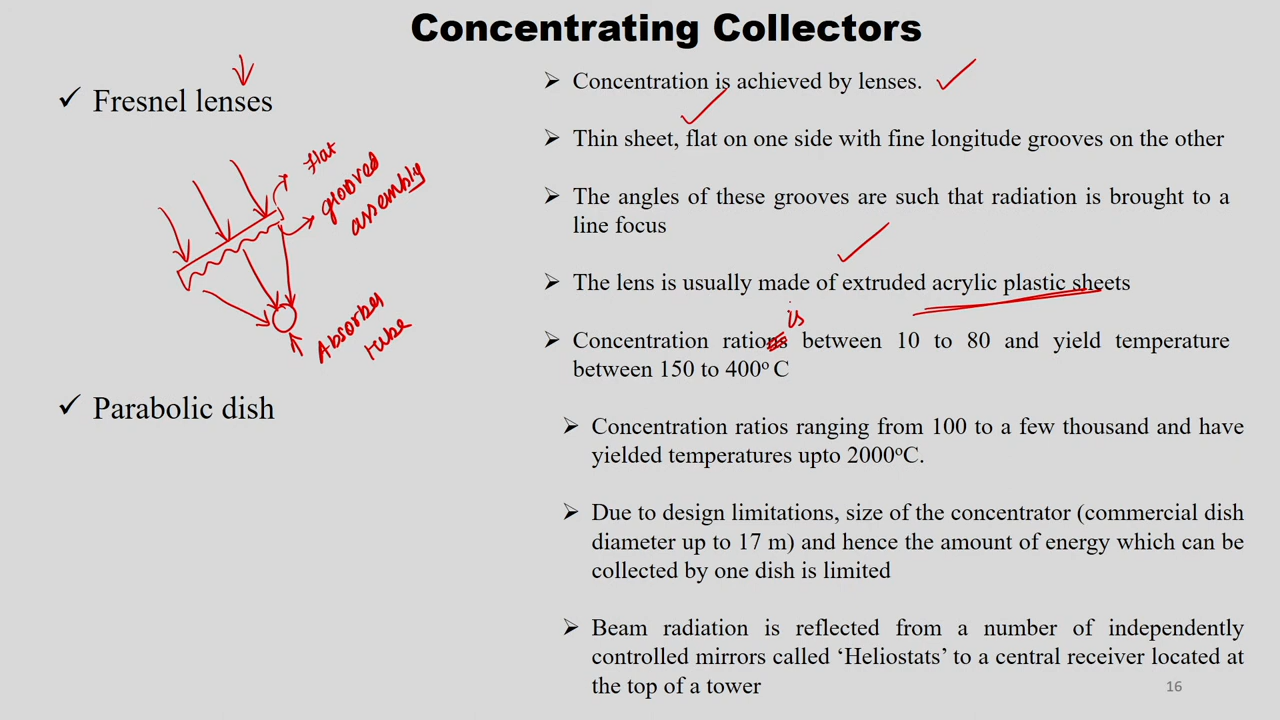 Concentrating Collectors
✓ Fresnel lenses
flat
grooved
assembly
Absorber
tube
➢ Concentration is achieved by lenses.
➢ Thin sheet, flat on one side with fine longitude grooves on the other
➢ The angles of these grooves are such that radiation is brought to a
line focus
➢ The lens is usually made of extruded acrylic plastic sheets
is
➢ Concentration ratios between 10 to 80 and yield temperature
between 150 to 400º C
✓ Parabolic dish
➢ Concentration ratios ranging from 100 to a few thousand and have
yielded temperatures upto 2000ºC.
➢ Due to design limitations, size of the concentrator (commercial dish
diameter up to 17 m) and hence the amount of energy which can be
collected by one dish is limited
➢ Beam radiation is reflected from a number of independently
controlled mirrors called ‘Heliostats’ to a central receiver located at
the top of a tower
16